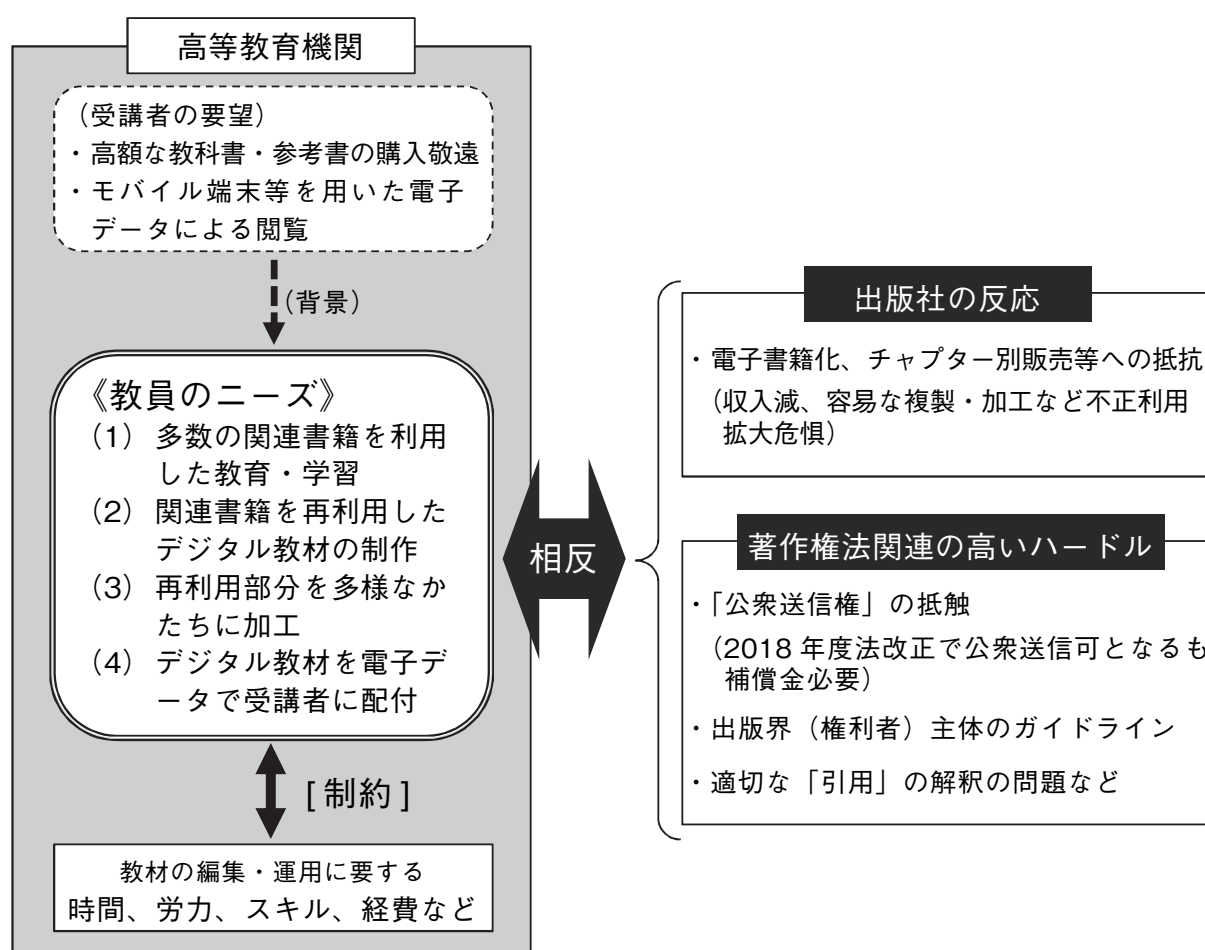 高等教育機関
（受講者の要望）
・高額な教科書・参考書の購入敬遠
・モバイル端末等を用いた電子
データによる閲覧
（背景）
《教員のニーズ》
（1） 多数の関連書籍を利用
した教育・学習
（2） 関連書籍を再利用した
デジタル教材の制作
（3） 再利用部分を多様なか
たちに加工
（4） デジタル教材を電子デ
ータで受講者に配付
[制約]
教材の編集・運用に要する
時間、労力、スキル、経費など
相反
出版社の反応
・電子書籍化、チャプター別販売等への抵抗
（収入減、容易な複製・加工など不正利用
拡大危惧）
著作権法関連の高いハードル
・「公衆送信権」の抵触
（2018 年度法改正で公衆送信可となるも
補償金必要）
・出版界（権利者）主体のガイドライン
・適切な「引用」の解釈の問題など